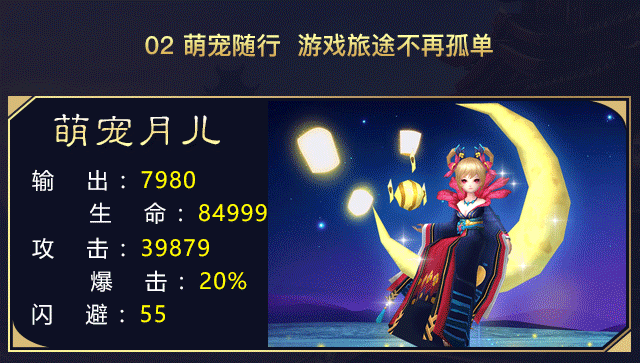 02 萌宠随行 游戏旅途不再孤单
萌宠月儿
输 出：7980
生 命：84999
攻 击：39879
爆 击：20%
闪 避：55